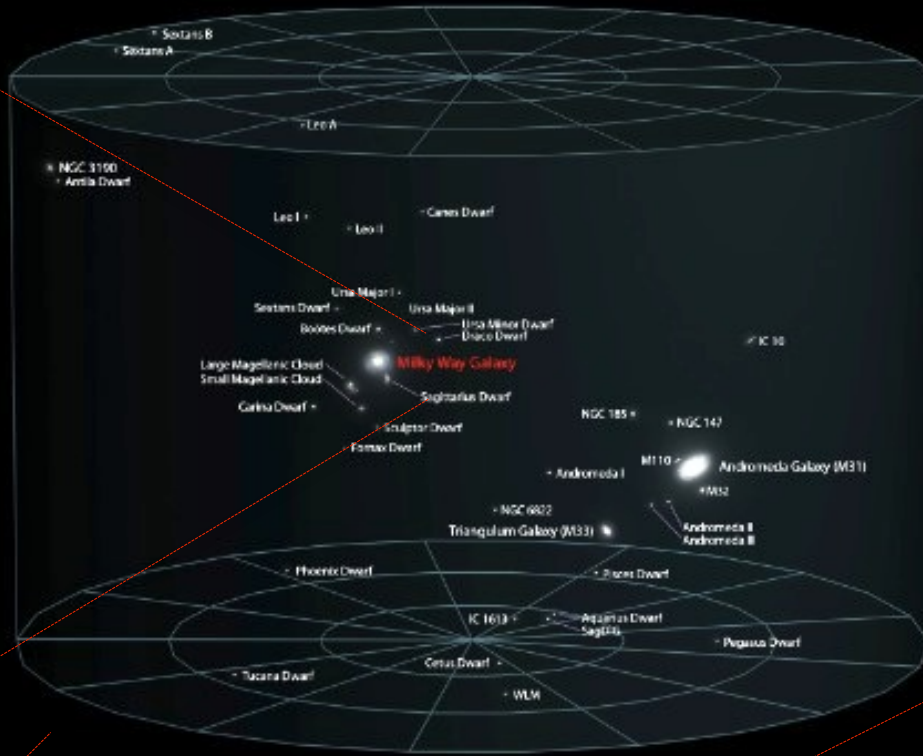 Sextans B
Sextans A
Leo A
NGC 3190
Antlia Dwarf
Canes Dwarf
Leo I
Leo II
Ursa Major I
Sextans Dwarf
Ursa Major II
Ursa Minor Dwarf
Bootes Dwarf
Draco Dwarf
IC 10
Milky Way Galaxy
Large Magellanic Cloud
Small Magellanic Cloud
Sagittarius Dwarf
Carina Dwarf
NGC 185
NGC 147
Sculptor Dwarf
Fornax Dwarf
M110
Andromeda Galaxy (M31)
Andromeda I
M32
NGC 6822
Andromeda II
Triangulum Galaxy (M33)
Andromeda III
Phoenix Dwarf
Pisces Dwarf
IC 1613
Aquarius Dwarf
SagDIG
Pegasus Dwarf
Cetus Dwarf
Tucana Dwarf
WLM